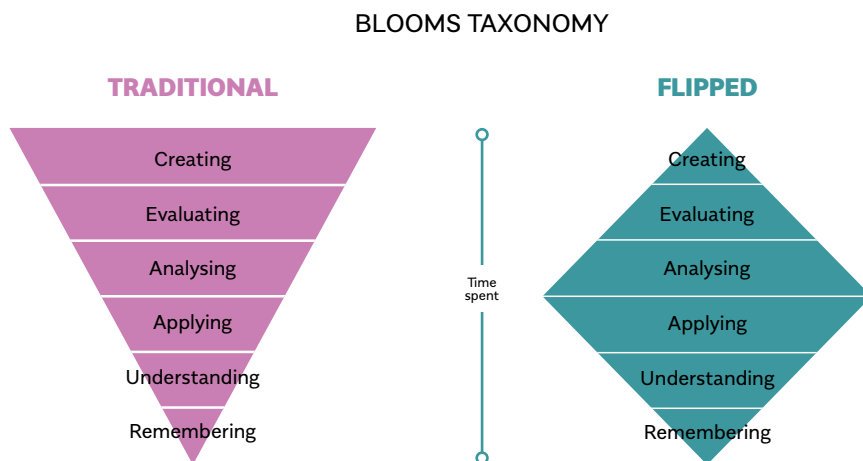 BLOOMS TAXONOMY
TRADITIONAL
Creating
Evaluating
Analysing
Applying
Understanding
Remembering
Time
spent
FLIPPED
Creating
Evaluating
Analysing
Applying
Understanding
Remembering